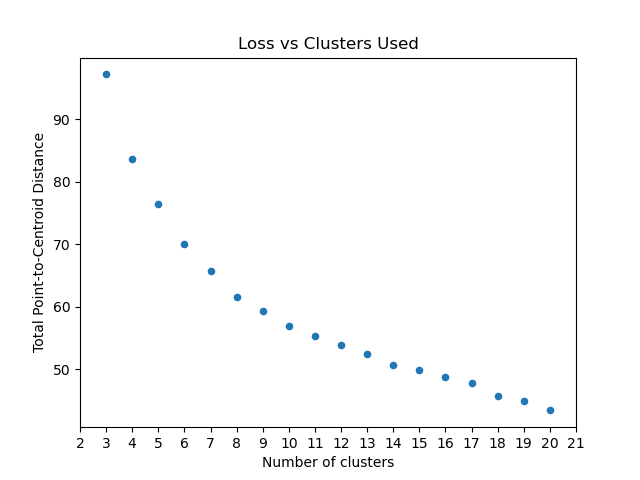 Loss vs Clusters Used
Total Point-to-Centroid Distance
90
80
70
60
50
2 3 4 5 6 7 8 9 10 11 12 13 14 15 16 17 18 19 20 21
Number of clusters